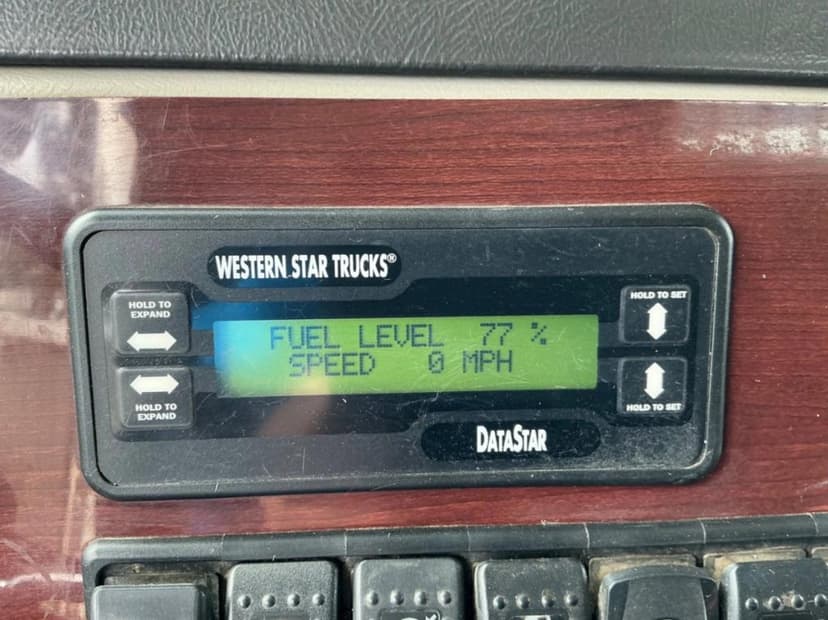 WESTERN STAR TRUCKS®
HOLD TO
EXPAND
HOLD TO SET
FUEL LEVEL 77 %
SPEED 0 MPH
HOLD TO
EXPAND
HOLD TO SET
DATASTAR